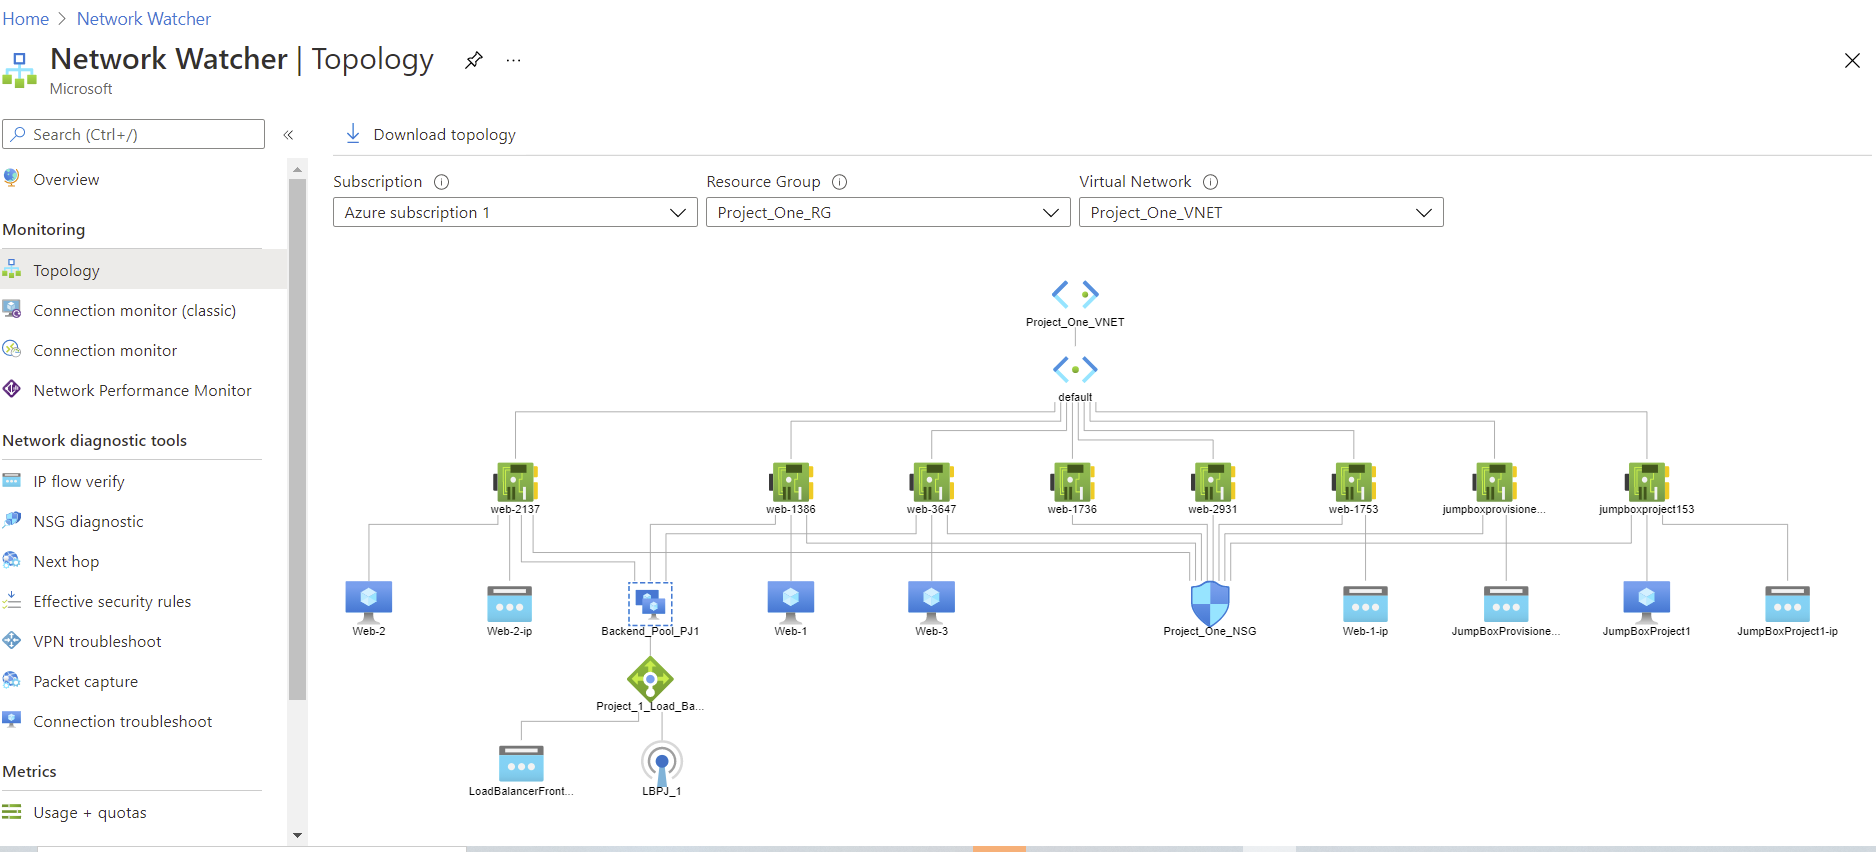 Home > Network Watcher
Network Watcher | Topology
...
Microsoft
Search (Ctrl+/)
«
Overview
Monitoring
Topology
Connection monitor (classic)
Connection monitor
Network Performance Monitor
Network diagnostic tools
IP flow verify
NSG diagnostic
Next hop
Effective security rules
VPN troubleshoot
Packet capture
Connection troubleshoot
Metrics
Usage + quotas
Download topology
Subscription
Resource Group
Virtual Network
Azure subscription 1
Project_One_RG
Project_One_VNET
Project_One_VNET
default
web-2137
web-1386
web-3647
web-1736
web-2931
web-1753
jumpboxprovisione...
jumpboxproject153
Web-2
Web-2-ip
Backend_Pool_PJ1
Web-1
Web-3
Project_One_NSG
Web-1-ip
JumpBoxProvisione...
JumpBoxProject1
JumpBoxProject1-ip
Project_1_Load_Ba...
LoadBalancerFront...
LBPJ_1